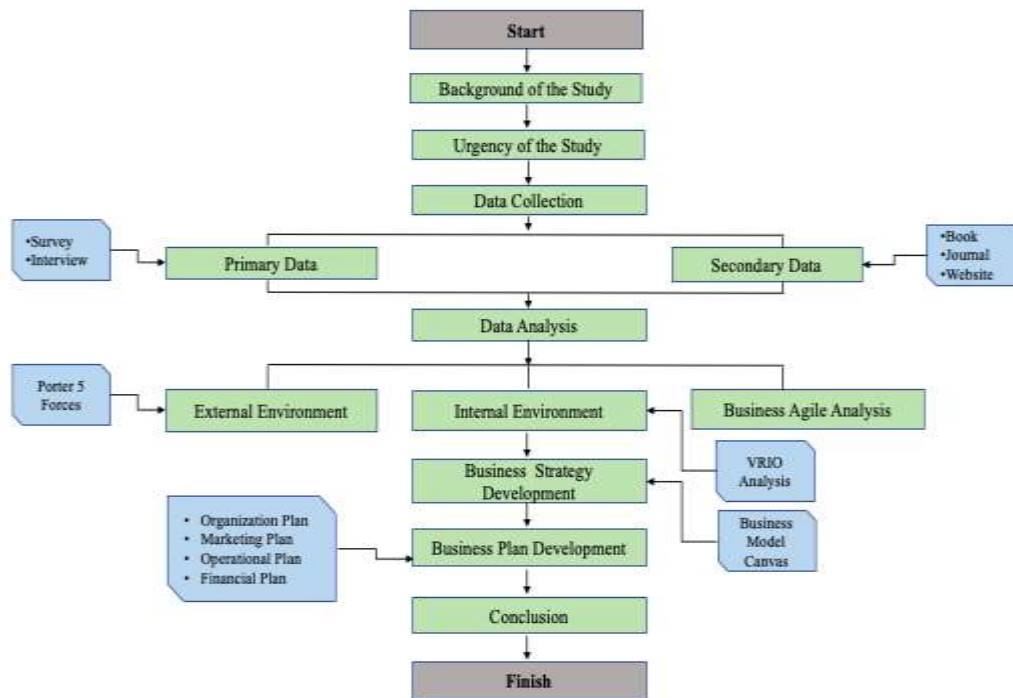 Start
Background of the Study
Urgency of the Study
Data Collection
•Survey
•Interview
Primary Data
Secondary Data
•Book
•Journal
•Website
Data Analysis
Porter 5
Forces
External Environment
Internal Environment
Business Agile Analysis
VRIO
Analysis
Business Strategy
Development
Business
Model
Canvas
• Organization Plan
• Marketing Plan
• Operational Plan
• Financial Plan
Business Plan Development
Conclusion
Finish